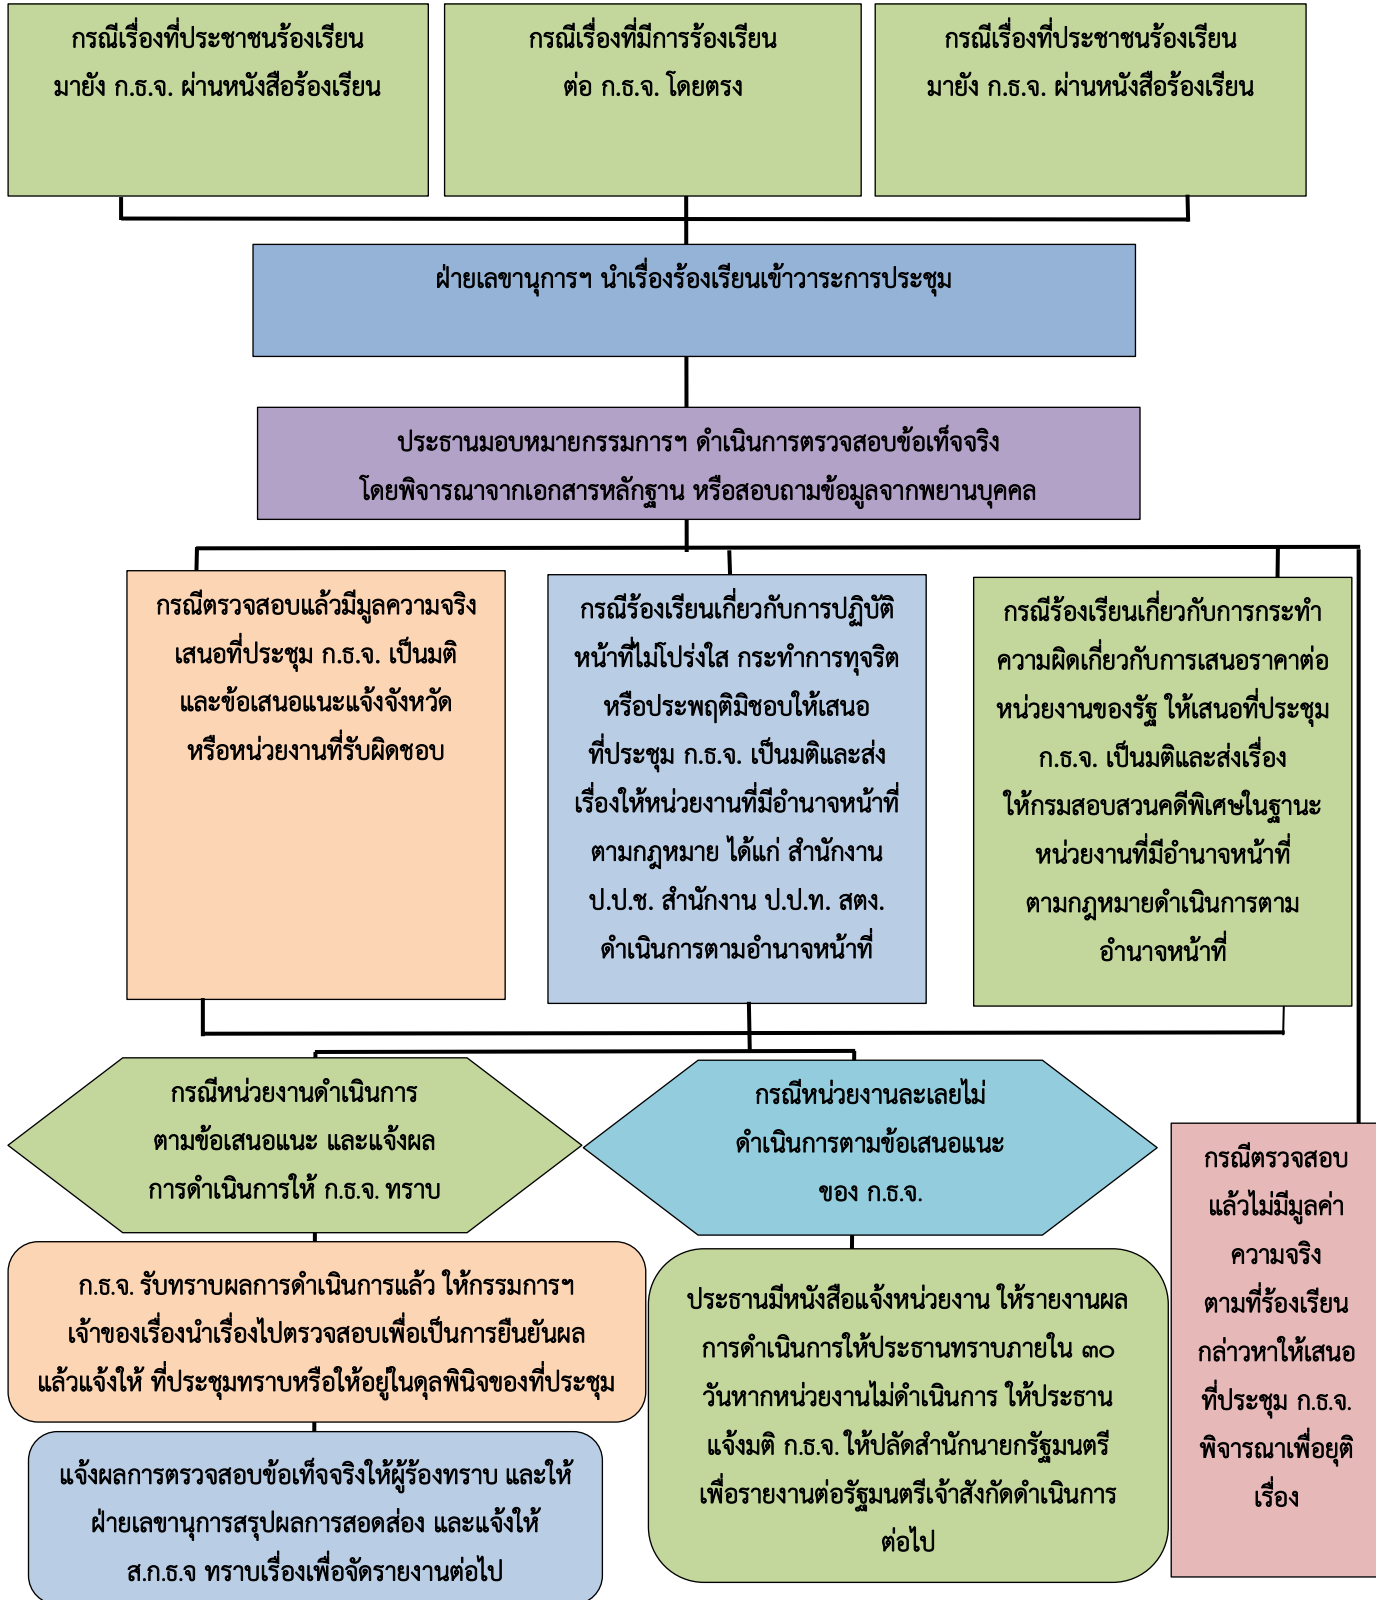 กรณีเรื่องที่ประชาชนร้องเรียน
มายัง ก.ธ.จ. ผ่านหนังสือร้องเรียน
กรณีเรื่องที่มีการร้องเรียน
ต่อ ก.ธ.จ. โดยตรง
กรณีเรื่องที่ประชาชนร้องเรียน
มายัง ก.ธ.จ. ผ่านหนังสือร้องเรียน
ฝ่ายเลขานุการฯ นำเรื่องร้องเรียนเข้าวาระการประชุม
ประธานมอบหมายกรรมการฯ ดำเนินการตรวจสอบข้อเท็จจริง
โดยพิจารณาจากเอกสารหลักฐาน หรือสอบถามข้อมูลจากพยานบุคคล
กรณีตรวจสอบแล้วมีมูลความจริง
เสนอที่ประชุม ก.ธ.จ. เป็นมติ
และข้อเสนอแนะแจ้งจังหวัด
หรือหน่วยงานที่รับผิดชอบ
กรณีร้องเรียนเกี่ยวกับการปฏิบัติ
หน้าที่ไม่โปร่งใส กระทำการทุจริต
หรือประพฤติมิชอบให้เสนอ
ที่ประชุม ก.ธ.จ. เป็นมติและส่ง
เรื่องให้หน่วยงานที่มีอำนาจหน้าที่
ตามกฎหมาย ได้แก่ สำนักงาน
ป.ป.ช. สำนักงาน ป.ป.ท. สตง.
ดำเนินการตามอำนาจหน้าที่
กรณีร้องเรียนเกี่ยวกับการกระทำ
ความผิดเกี่ยวกับการเสนอราคาต่อ
หน่วยงานของรัฐ ให้เสนอที่ประชุม
ก.ธ.จ. เป็นมติและส่งเรื่อง
ให้กรมสอบสวนคดีพิเศษในฐานะ
หน่วยงานที่มีอำนาจหน้าที่
ตามกฎหมายดำเนินการตาม
อำนาจหน้าที่
กรณีหน่วยงานดำเนินการ
ตามข้อเสนอแนะ และแจ้งผล
การดำเนินการให้ ก.ธ.จ. ทราบ
กรณีหน่วยงานละเลยไม่
ดำเนินการตามข้อเสนอแนะ
ของ ก.ธ.จ.
กรณีตรวจสอบ
แล้วไม่มีมูลค่า
ความจริง
ตามที่ร้องเรียน
กล่าวหาให้เสนอ
ที่ประชุม ก.ธ.จ.
พิจารณาเพื่อยุติ
เรื่อง
ก.ธ.จ. รับทราบผลการดำเนินการแล้ว ให้กรรมการฯ
เจ้าของเรื่องนำเรื่องไปตรวจสอบเพื่อเป็นการยืนยันผล
แล้วแจ้งให้ ที่ประชุมทราบหรือให้อยู่ในดุลพินิจของที่ประชุม
ประธานมีหนังสือแจ้งหน่วยงาน ให้รายงานผล
การดำเนินการให้ประธานทราบภายใน ๓๐
วันหากหน่วยงานไม่ดำเนินการ ให้ประธาน
แจ้งมติ ก.ธ.จ. ให้ปลัดสำนักนายกรัฐมนตรี
เพื่อรายงานต่อรัฐมนตรีเจ้าสังกัดดำเนินการ
ต่อไป
แจ้งผลการตรวจสอบข้อเท็จจริงให้ผู้ร้องทราบ และให้
ฝ่ายเลขานุการสรุปผลการสอดส่อง และแจ้งให้
ส.ก.ธ.จ ทราบเรื่องเพื่อจัดรายงานต่อไป